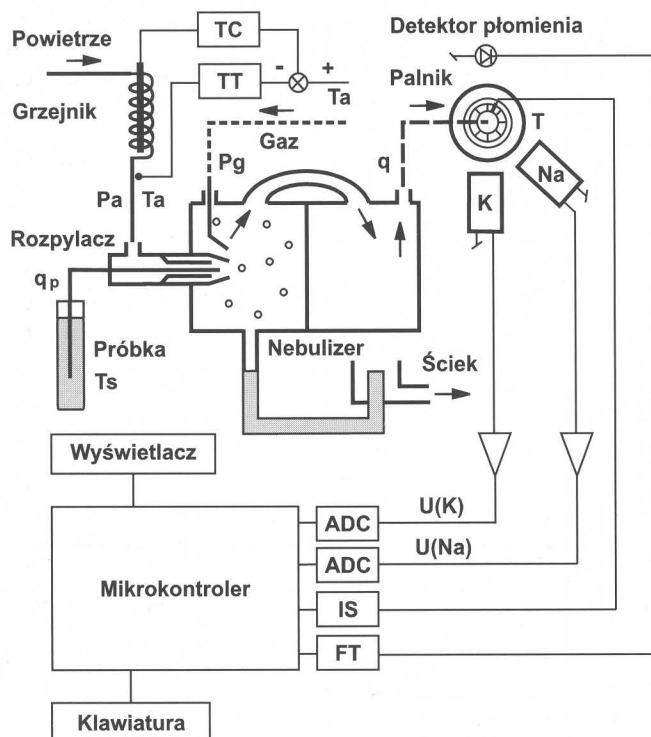 Powietrze
TC
Detektor płomienia
-
+
TT
Ta
Palnik
Grzejnik
Gaz
T
Pg
q
Na
K
Pa
Ta
Rozpylacz
qp
Próbka
Ts
Nebulizer
Ściek
Wyświetlacz
U(K)
ADC
U(Na)
ADC
Mikrokontroler
IS
FT
Klawiatura